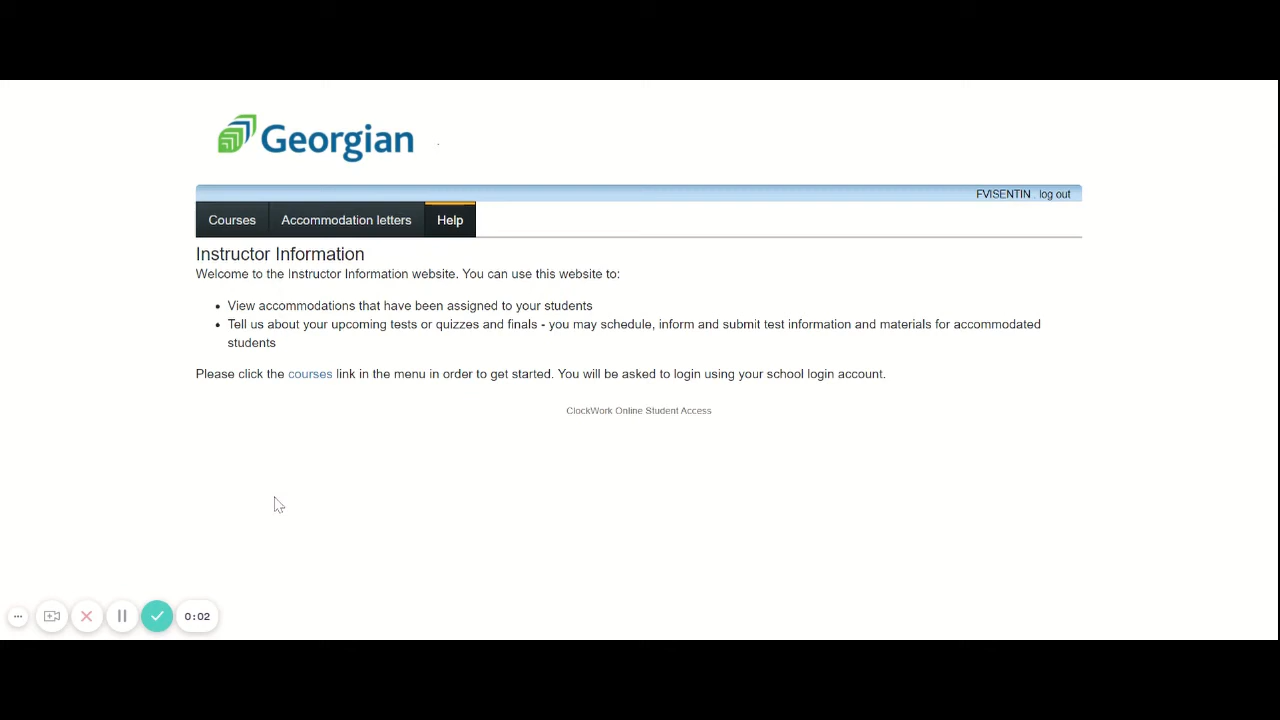 Georgian
FVISENTIN log out
Courses Accommodation letters Help
Instructor Information
Welcome to the Instructor Information website. You can use this website to:
View accommodations that have been assigned to your students
Tell us about your upcoming tests or quizzes and finals - you may schedule, inform and submit test information and materials for accommodated
students
Please click the courses link in the menu in order to get started. You will be asked to login using your school login account.
ClockWork Online Student Access
0:02